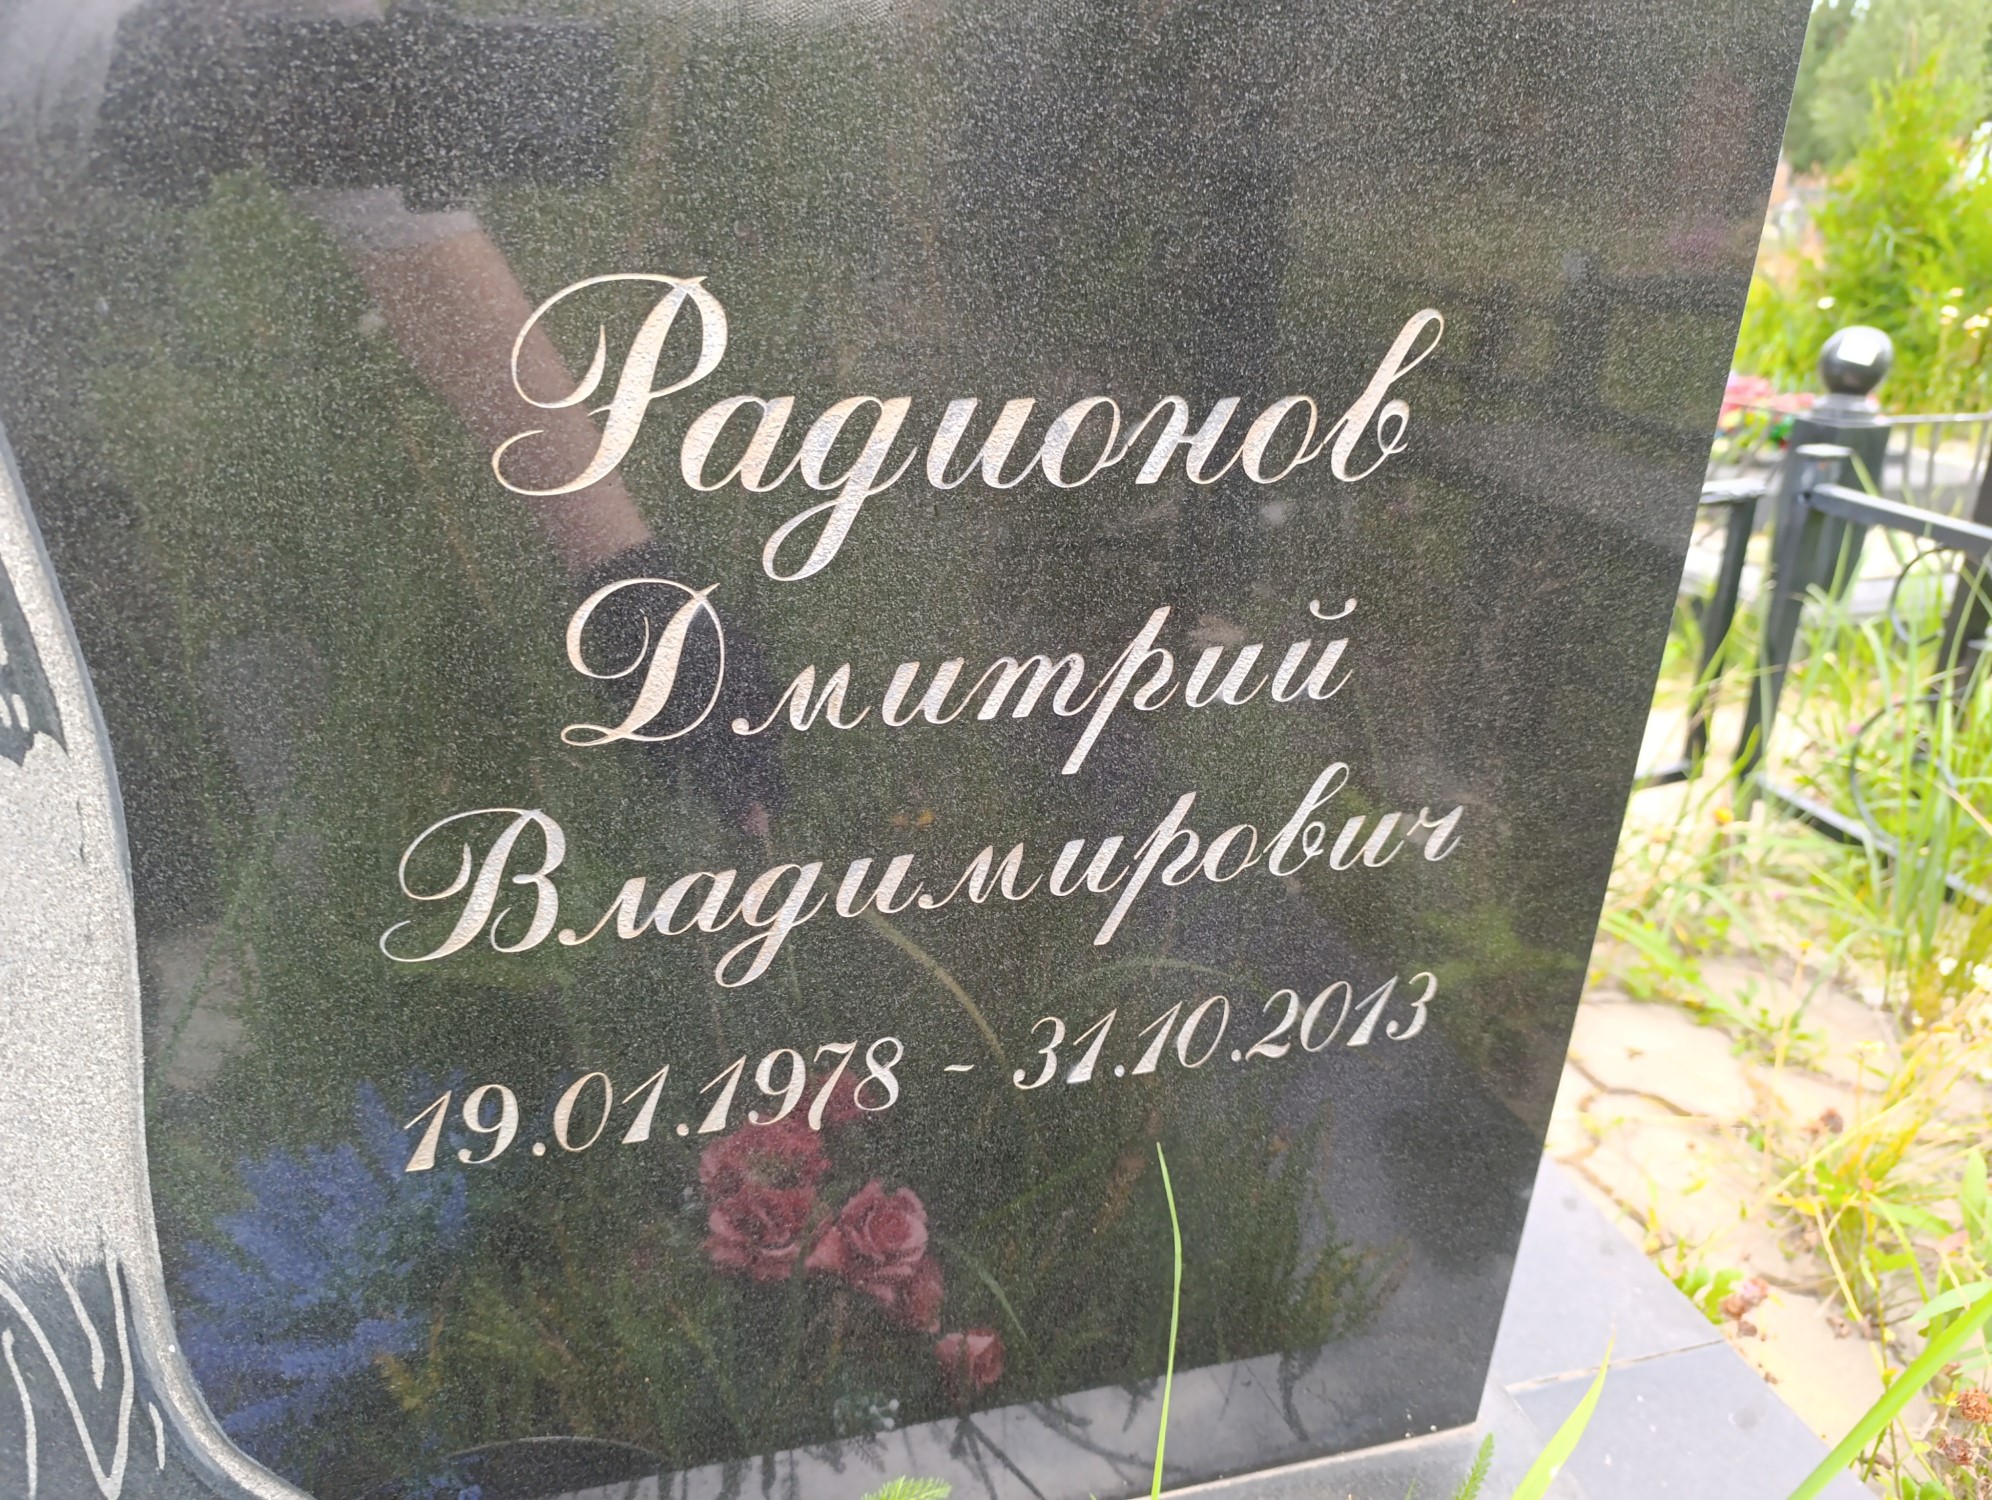 Радионов
Дмитрий
Владимирович
19.01.1978 - 31.10.2013